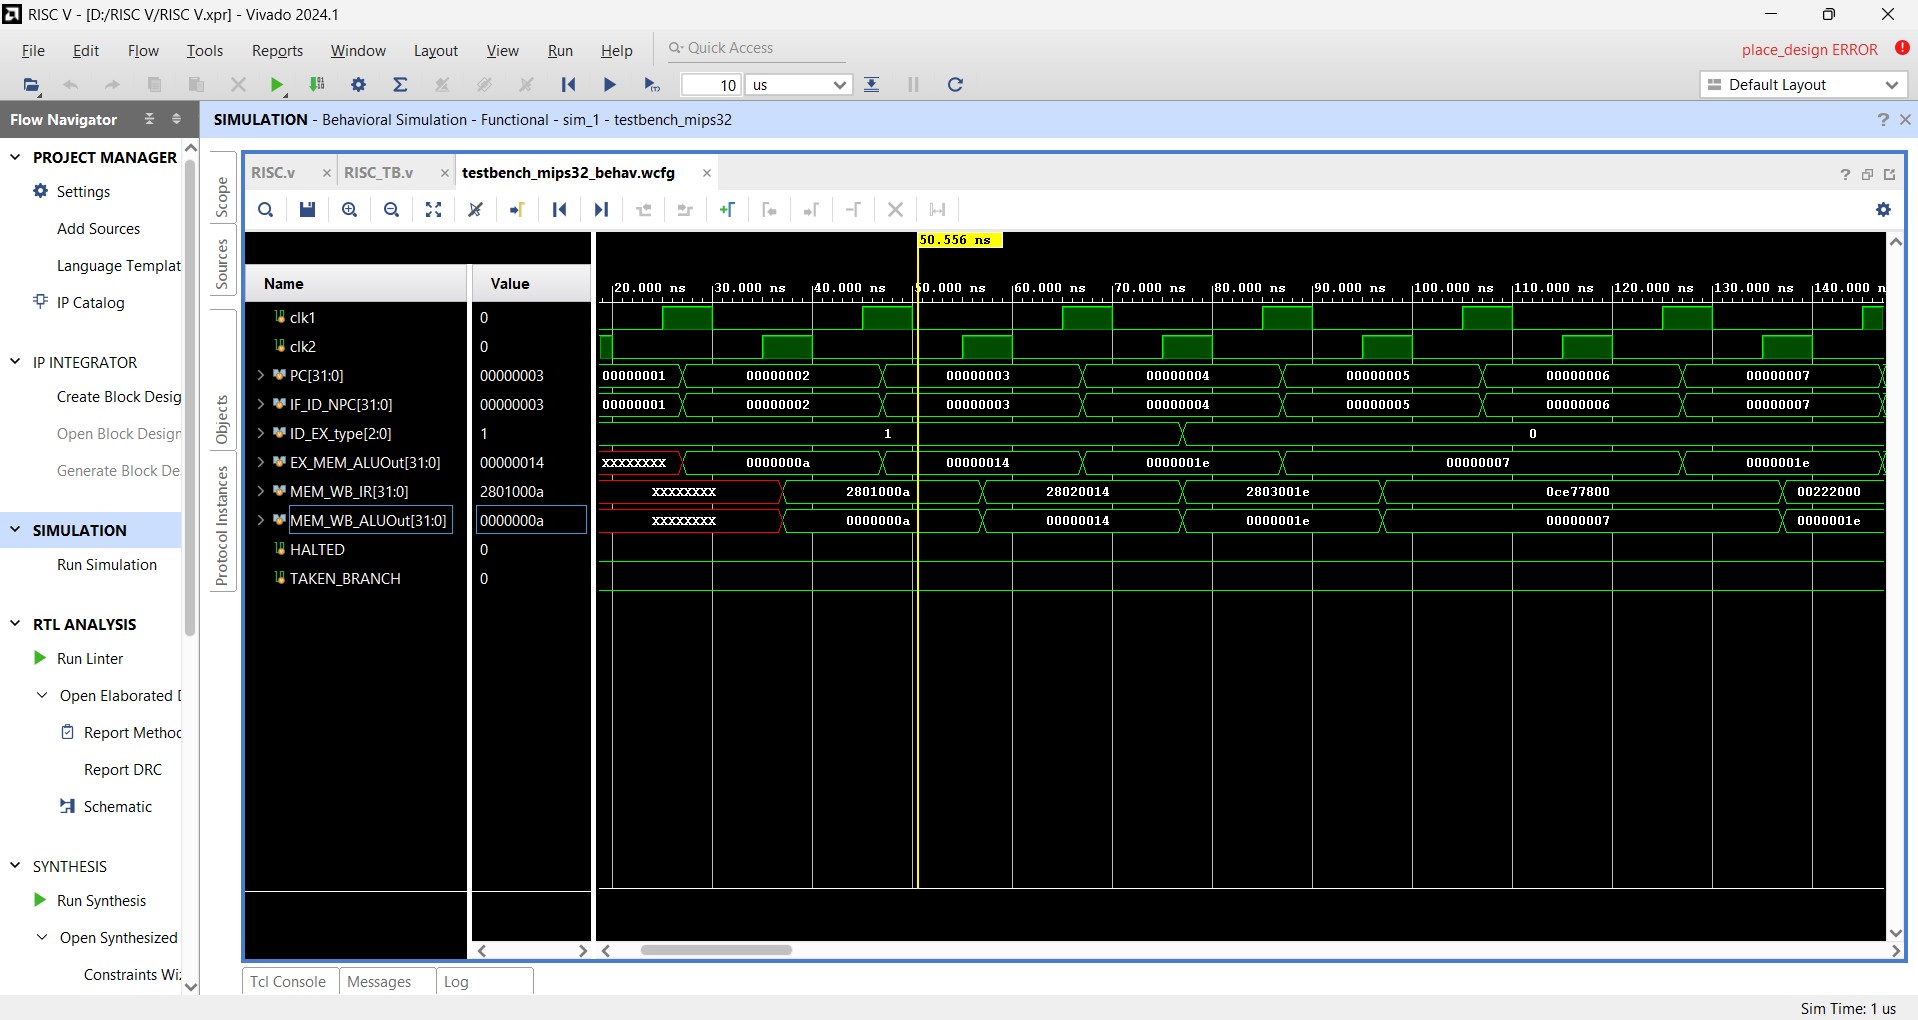 RISC V - [D:/RISC V/RISC V.xpr] - Vivado 2024.1
File Edit Flow Tools Reports Window Layout View Run Help Quick Access place_design ERROR
10 us Default Layout
Flow Navigator
SIMULATION - Behavioral Simulation - Functional - sim_1 - testbench_mips32
PROJECT MANAGER
Settings
Add Sources
Language Templat
IP Catalog
IP INTEGRATOR
Create Block Desig
Open Block Design
Generate Block De
SIMULATION
Run Simulation
RTL ANALYSIS
Run Linter
Open Elaborated D
Report Method
Report DRC
Schematic
SYNTHESIS
Run Synthesis
Open Synthesized
Constraints Wiz
Scope
Sources
Objects
Protocol Instances
RISC.v RISC_TB.v testbench_mips32_behav.wcfg
50.556 ns
Name Value
20.000 ns 30.000 ns 40.000 ns 50.000 ns 60.000 ns 70.000 ns 80.000 ns 90.000 ns 100.000 ns 110.000 ns 120.000 ns 130.000 ns 140.000 n
clk1 0
clk2 0
PC[31:0] 00000003 00000001 00000002 00000003 00000004 00000005 00000006 00000007
IF_ID_NPC[31:0] 00000003 00000001 00000002 00000003 00000004 00000005 00000006 00000007
ID_EX_type[2:0] 1 1 0
EX_MEM_ALUOut[31:0] 00000014 XXXXXXXX 0000000a 00000014 0000001e 00000007 0000001e
MEM_WB_IR[31:0] 2801000a XXXXXXXX 2801000a 28020014 2803001e 0ce77800 00222000
MEM_WB_ALUOut[31:0] 0000000a XXXXXXXX 0000000a 00000014 0000001e 00000007 0000001e
HALTED 0
TAKEN_BRANCH 0
Tcl Console Messages Log
Sim Time: 1 us